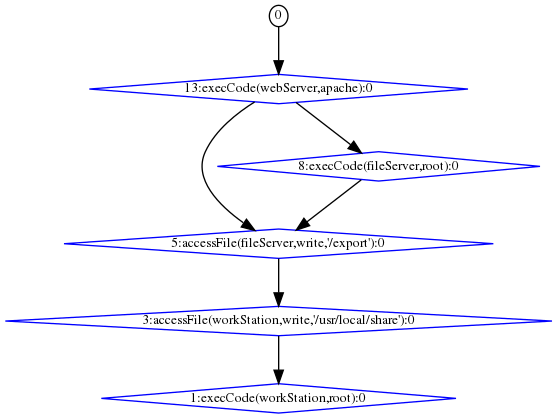 0
13:execCode(webServer,apache):0
8:execCode(fileServer,root):0
5:accessFile(fileServer,write,'/export'):0
3:accessFile(workStation,write,'/usr/local/share'):0
1:execCode(workStation,root):0